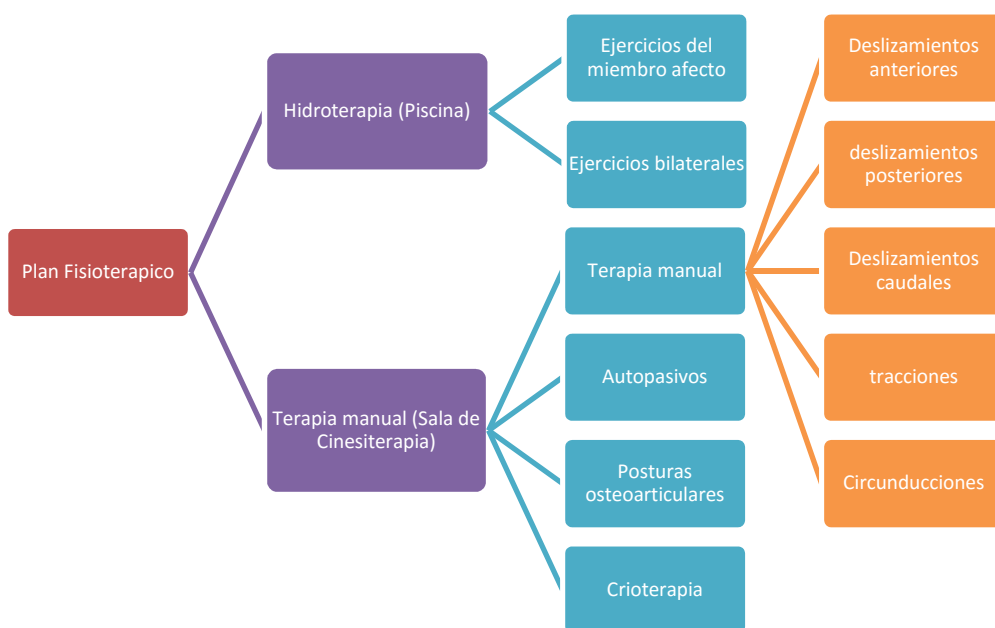 Plan Fisioterapico
Hidroterapia (Piscina)
Ejercicios del
miembro afecto
Ejercicios bilaterales
Terapia manual (Sala de
Cinesiterapia)
Terapia manual
Deslizamientos
anteriores
deslizamientos
posteriores
Deslizamientos
caudales
tracciones
Circunducciones
Autopasivos
Posturas
osteoarticulares
Crioterapia